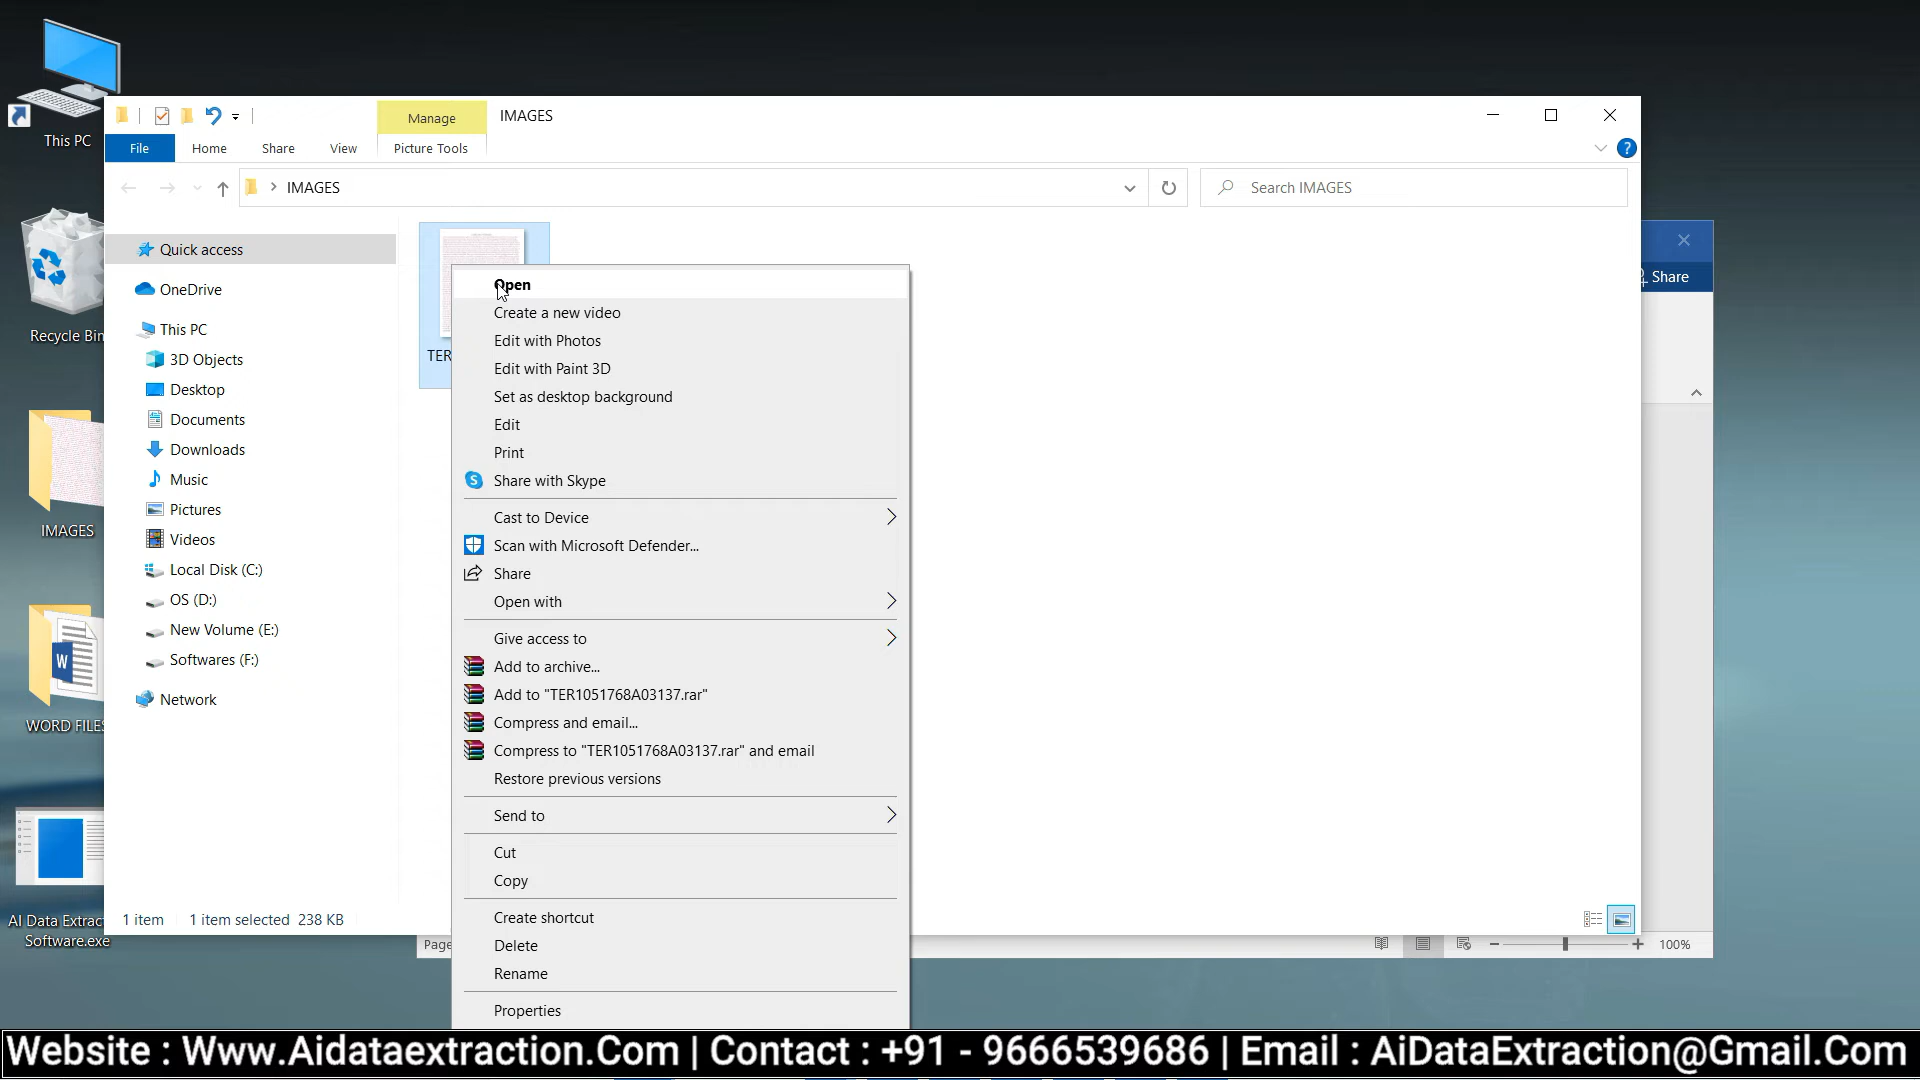 This PC
Manage
IMAGES
File
Home
Share
View
Picture Tools
IMAGES
Search IMAGES
Quick access
OneDrive
This PC
3D Objects
Desktop
Documents
Downloads
Music
Pictures
Videos
Local Disk (C:)
OS (D:)
New Volume (E:)
Softwares (F:)
Network
Recycle Bin
IMAGES
WORD FILES
AI Data Extrac
Software.exe
TER
Open
Create a new video
Edit with Photos
Edit with Paint 3D
Set as desktop background
Edit
Print
Share with Skype
Cast to Device
Scan with Microsoft Defender...
Share
Open with
Give access to
Add to archive...
Add to "TER1051768A03137.rar"
Compress and email...
Compress to "TER1051768A03137.rar" and email
Restore previous versions
Send to
Cut
Copy
Create shortcut
Delete
Rename
Properties
Share
1 item
1 item selected 238 KB
Page
100%
Website : Www.Aidataextraction.Com | Contact : +91 - 9666539686 | Email : AiDataExtraction@Gmail.Com